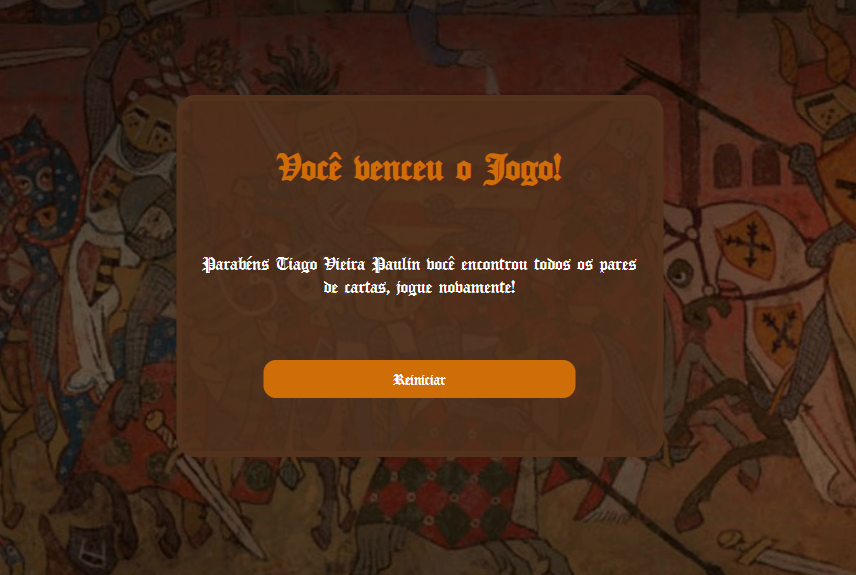 Você venceu o Jogo!
Parabéns Tiago Vieira Paulin você encontrou todos os pares
de cartas, jogue novamente!
Reiniciar